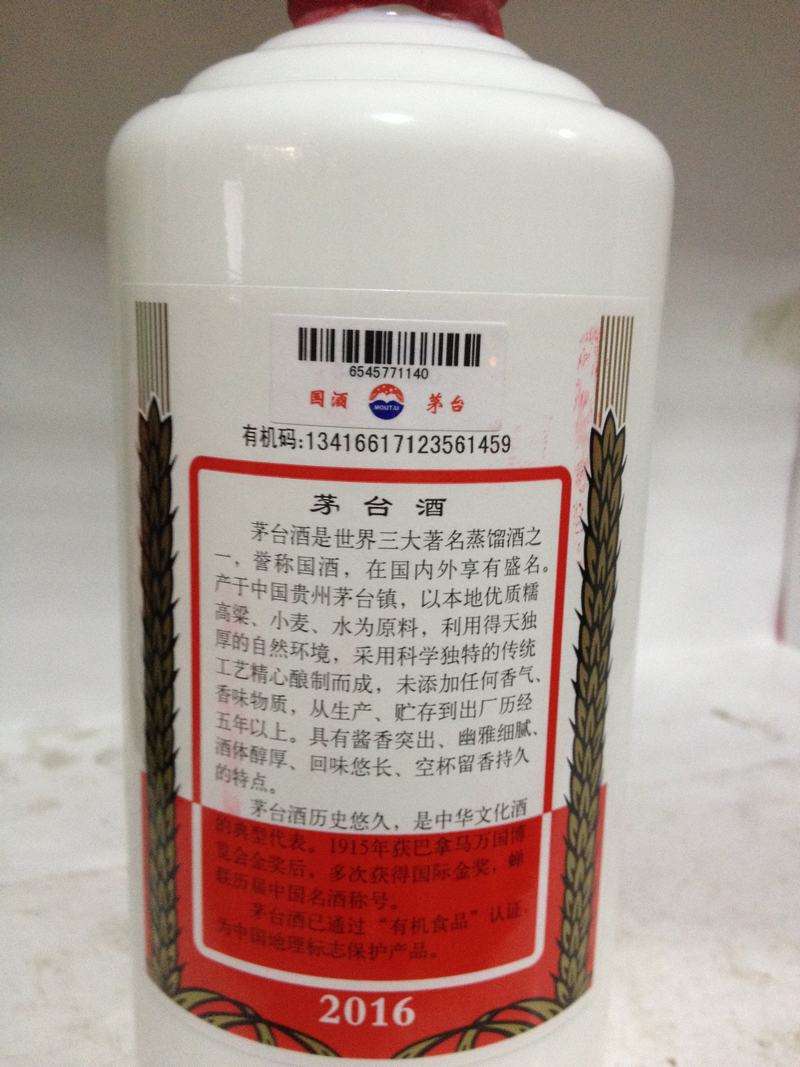 6545771140
国酒 MOUTAI 茅台
有机码:13416617123561459
茅台酒
茅台酒是世界三大著名蒸馏酒之
一，誉称国酒，在国内外享有盛名。
产于中国贵州茅台镇，以本地优质糯
高粱、小麦、水为原料，利用得天独
厚的自然环境，采用科学独特的传统
工艺精心酿制而成，未添加任何香气、
香味物质，从生产、贮存到出厂历经
五年以上。具有酱香突出、幽雅细腻、
酒体醇厚、回味悠长、空杯留香持久
的特点。
茅台酒历史悠久，是中华文化酒
的典型代表。1915年获巴拿马万国博
览会金奖后，多次获得国际金奖，蝉
联历届中国名酒称号。
茅台酒已通过“有机食品”认证，
为中国地理标志保护产品。
2016